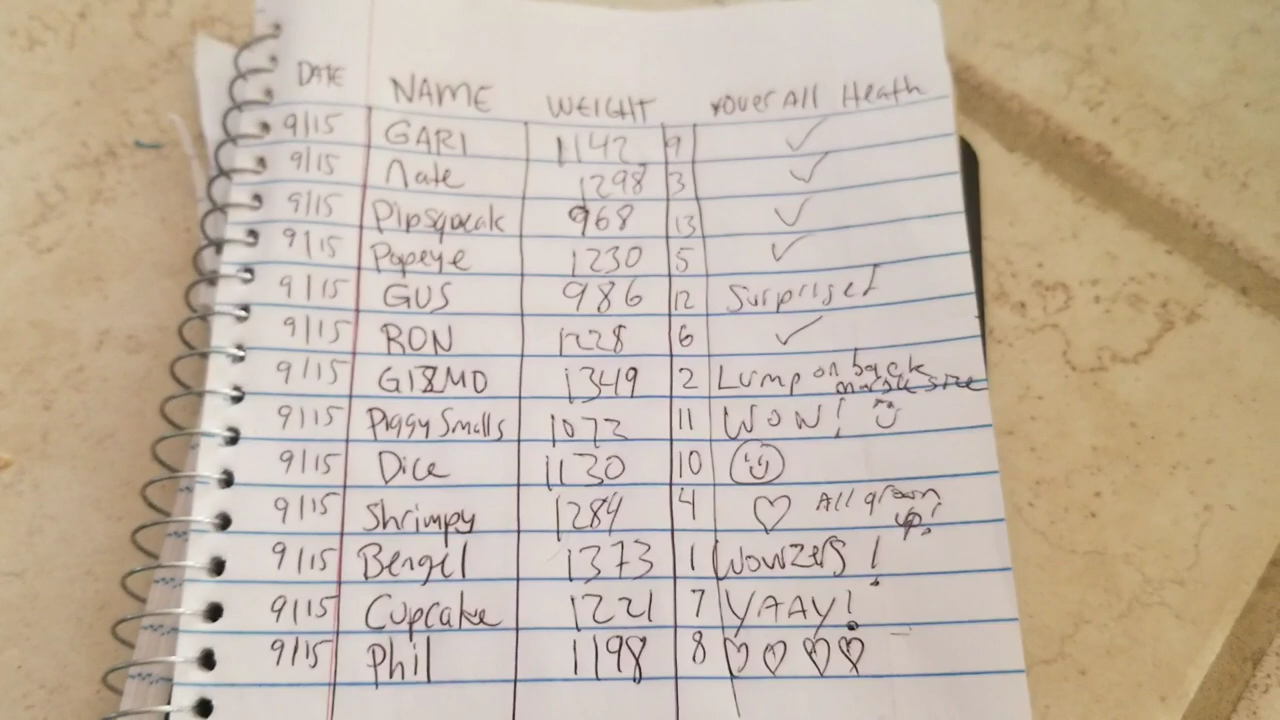 DATE NAME WEIGHT overAll Heath
9/15 GARI 1142 9 ✓
9/15 Nate 1298 3 ✓
9/15 Pipsqueak 968 13 ✓
9/15 Popeye 1230 5 ✓
9/15 GUS 986 12 Surprised
9/15 RON 1228 6 ✓
9/15 GIZMO 1349 2 Lump on back
marble size
9/15 Piggy Smalls 1072 11 WOW!
9/15 Dice 1130 10
9/15 Shrimpy 1284 4 ♡ All grown
up!
9/15 Bengel 1373 1 Wowzers!
9/15 Cupcake 1221 7 YAAY!
9/15 Phil 1198 8 ♡ ♡ ♡ ♡